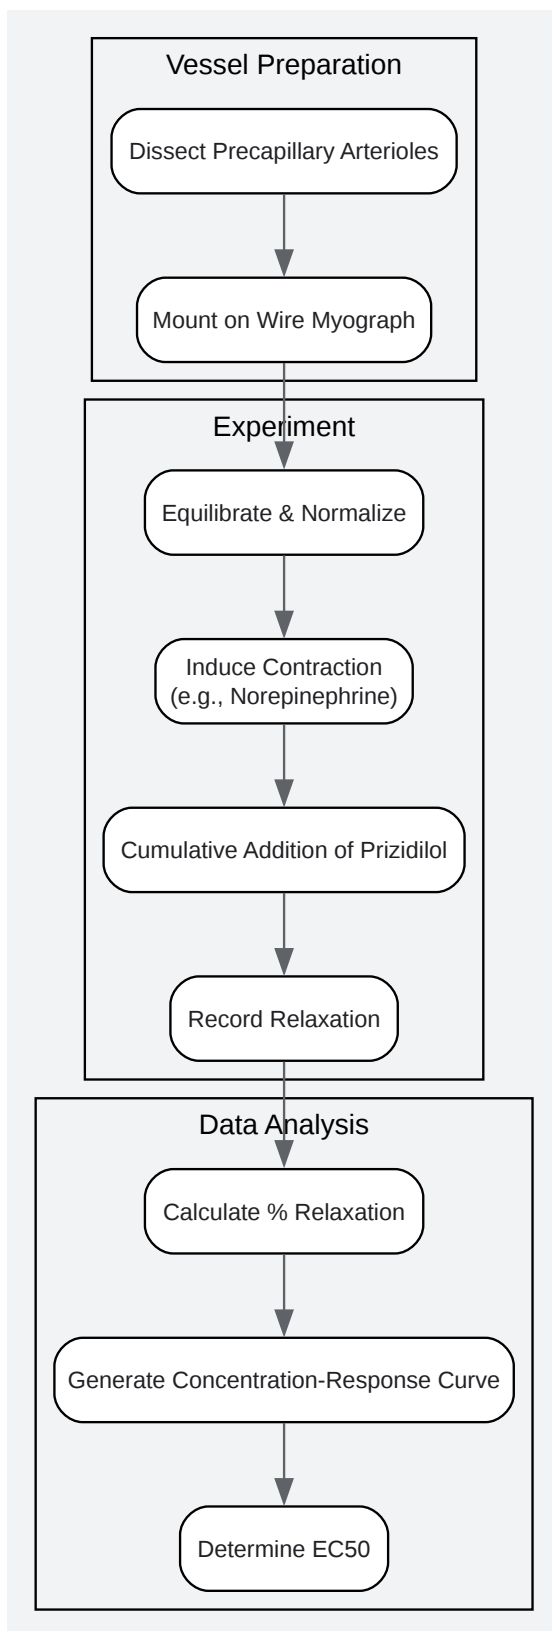 Vessel Preparation
Dissect Precapillary Arterioles
Mount on Wire Myograph
Experiment
Equilibrate & Normalize
Induce Contraction
(e.g., Norepinephrine)
Cumulative Addition of Prizidilol
Record Relaxation
Data Analysis
Calculate % Relaxation
Generate Concentration-Response Curve
Determine EC50